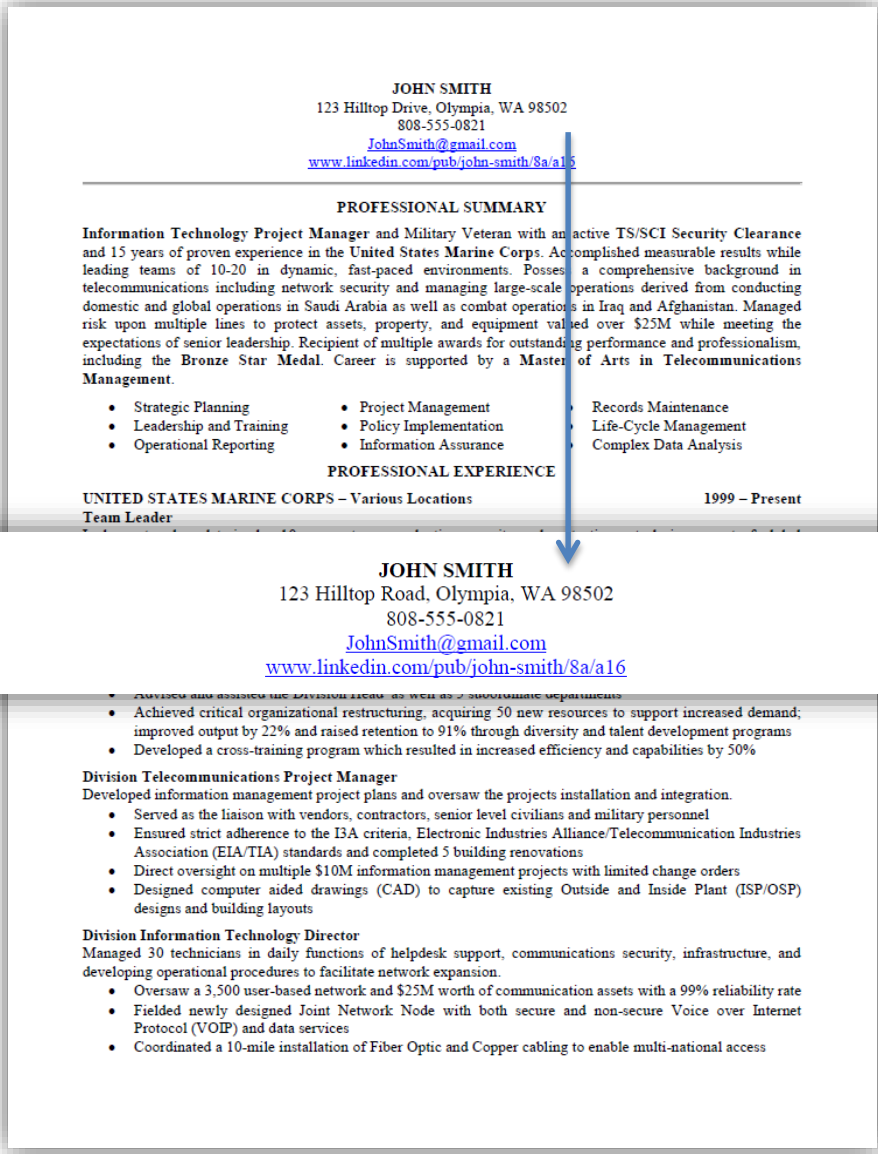 JOHN SMITH
123 Hilltop Drive, Olympia, WA 98502
808-555-0821
JohnSmith@gmail.com
www.linkedin.com/pub/john-smith/8a/a16
PROFESSIONAL SUMMARY
Information Technology Project Manager and Military Veteran with an active TS/SCI Security Clearance
and 15 years of proven experience in the United States Marine Corps. Accomplished measurable results while
leading teams of 10-20 in dynamic, fast-paced environments. Possess a comprehensive background in
telecommunications including network security and managing large-scale operations derived from conducting
domestic and global operations in Saudi Arabia as well as combat operations in Iraq and Afghanistan. Managed
risk upon multiple lines to protect assets, property, and equipment valued over $25M while meeting the
expectations of senior leadership. Recipient of multiple awards for outstanding performance and professionalism,
including the Bronze Star Medal. Career is supported by a Master of Arts in Telecommunications
Management.
• Strategic Planning • Project Management • Records Maintenance
• Leadership and Training • Policy Implementation • Life-Cycle Management
• Operational Reporting • Information Assurance • Complex Data Analysis
PROFESSIONAL EXPERIENCE
UNITED STATES MARINE CORPS – Various Locations 1999 – Present
Team Leader
JOHN SMITH
123 Hilltop Road, Olympia, WA 98502
808-555-0821
JohnSmith@gmail.com
www.linkedin.com/pub/john-smith/8a/a16
• Advised and assisted the Division Head as well as 5 subordinate departments
• Achieved critical organizational restructuring, acquiring 50 new resources to support increased demand;
improved output by 22% and raised retention to 91% through diversity and talent development programs
• Developed a cross-training program which resulted in increased efficiency and capabilities by 50%
Division Telecommunications Project Manager
Developed information management project plans and oversaw the projects installation and integration.
• Served as the liaison with vendors, contractors, senior level civilians and military personnel
• Ensured strict adherence to the I3A criteria, Electronic Industries Alliance/Telecommunication Industries
Association (EIA/TIA) standards and completed 5 building renovations
• Direct oversight on multiple $10M information management projects with limited change orders
• Designed computer aided drawings (CAD) to capture existing Outside and Inside Plant (ISP/OSP)
designs and building layouts
Division Information Technology Director
Managed 30 technicians in daily functions of helpdesk support, communications security, infrastructure, and
developing operational procedures to facilitate network expansion.
• Oversaw a 3,500 user-based network and $25M worth of communication assets with a 99% reliability rate
• Fielded newly designed Joint Network Node with both secure and non-secure Voice over Internet
Protocol (VOIP) and data services
• Coordinated a 10-mile installation of Fiber Optic and Copper cabling to enable multi-national access